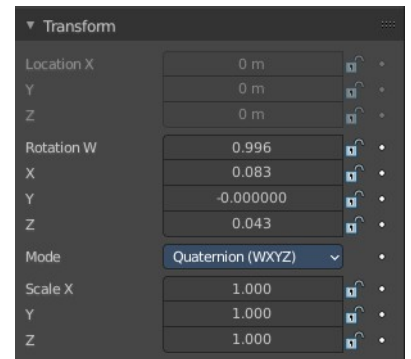 Transform
Location X 0 m
Y 0 m
Z 0 m
Rotation W 0.996
X 0.083
Y -0.000000
Z 0.043
Mode Quaternion (WXYZ)
Scale X 1.000
Y 1.000
Z 1.000